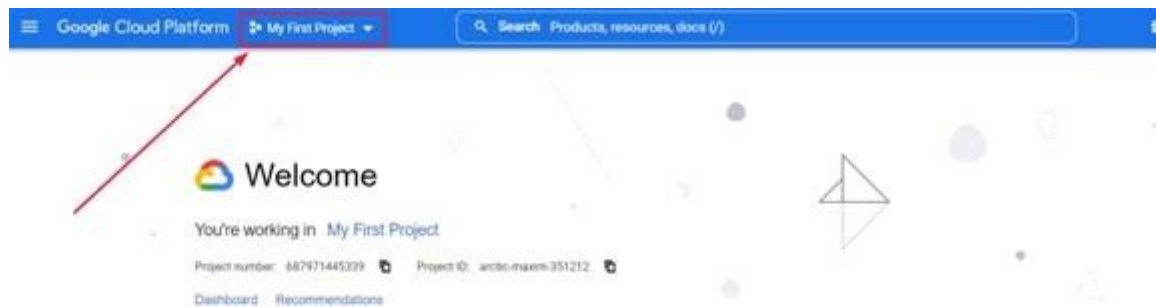 Google Cloud Platform My First Project Search Products, resources, docs (/)
Welcome
You're working in My First Project
Project number: 687971445339 Project ID: arctic-maxim-351212
Dashboard Recommendations